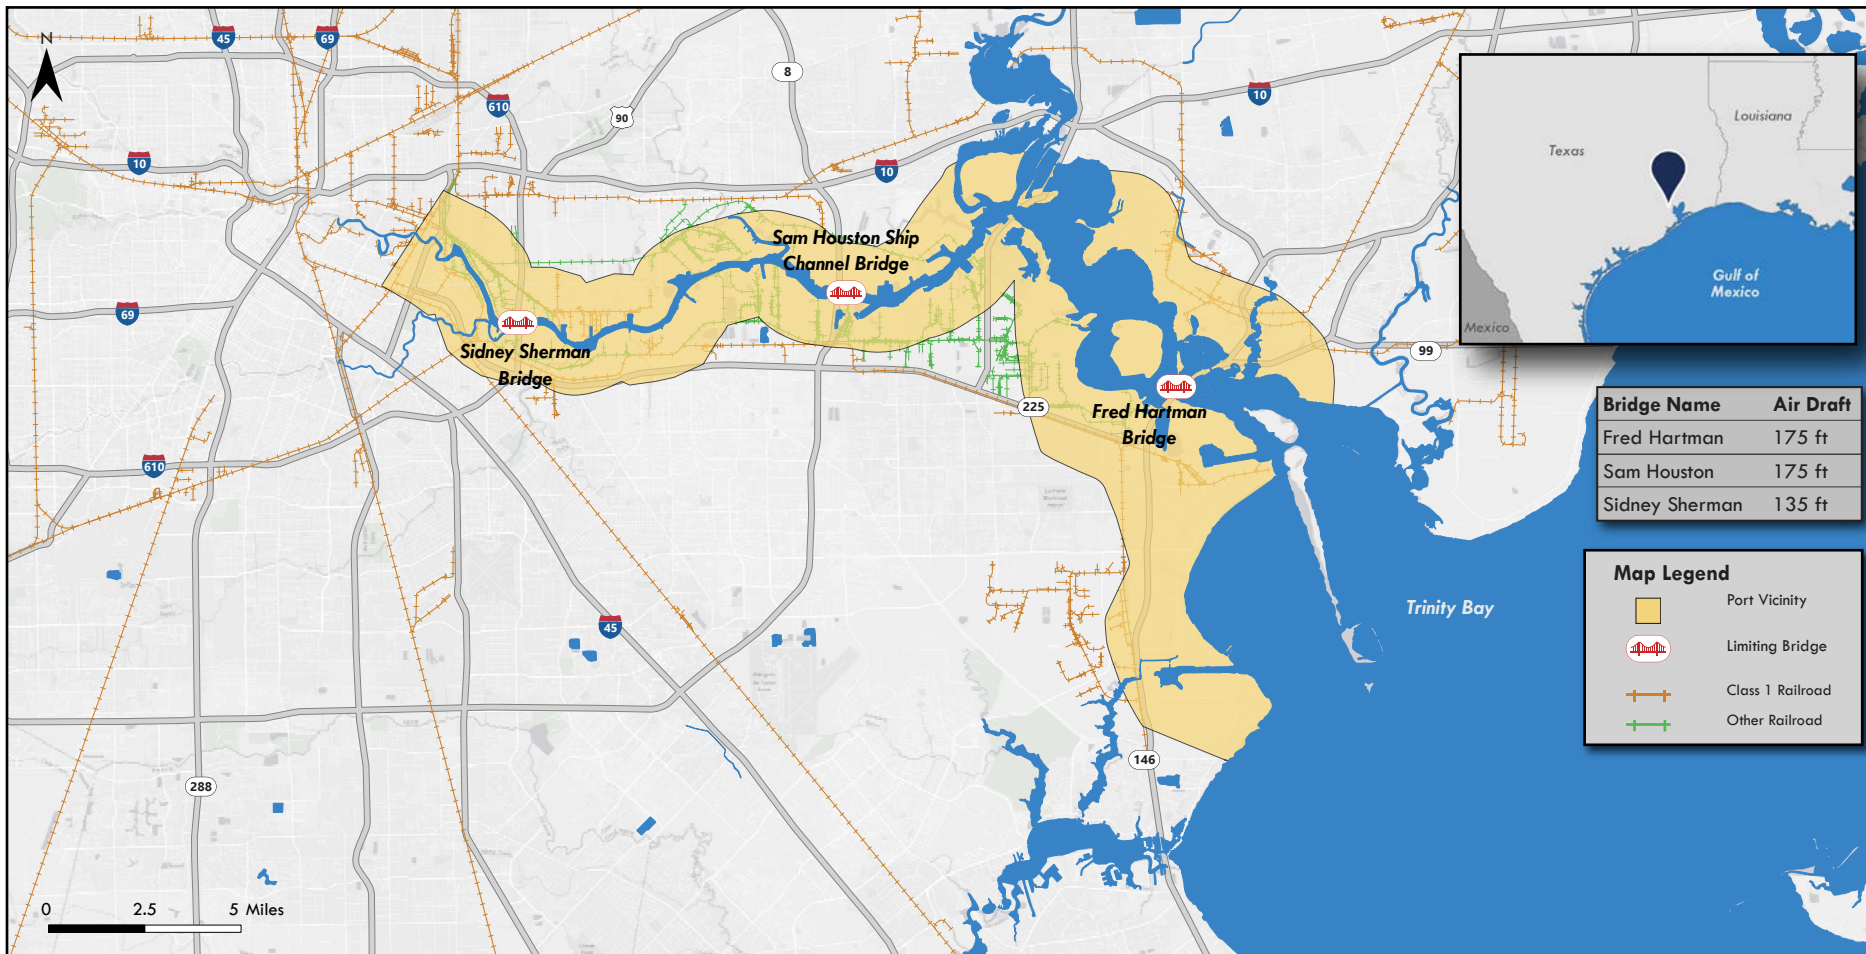 N
45
69
8
610
90
10
10
10
Sam Houston Ship
Channel Bridge
69
Sidney Sherman
Bridge
99
225
Fred Hartman
Bridge
610
45
Trinity Bay
146
288
0 2.5 5 Miles
Louisiana
Texas
Gulf of
Mexico
Mexico
Bridge Name Air Draft
Fred Hartman 175 ft
Sam Houston 175 ft
Sidney Sherman 135 ft
Map Legend
Port Vicinity
Limiting Bridge
Class 1 Railroad
Other Railroad